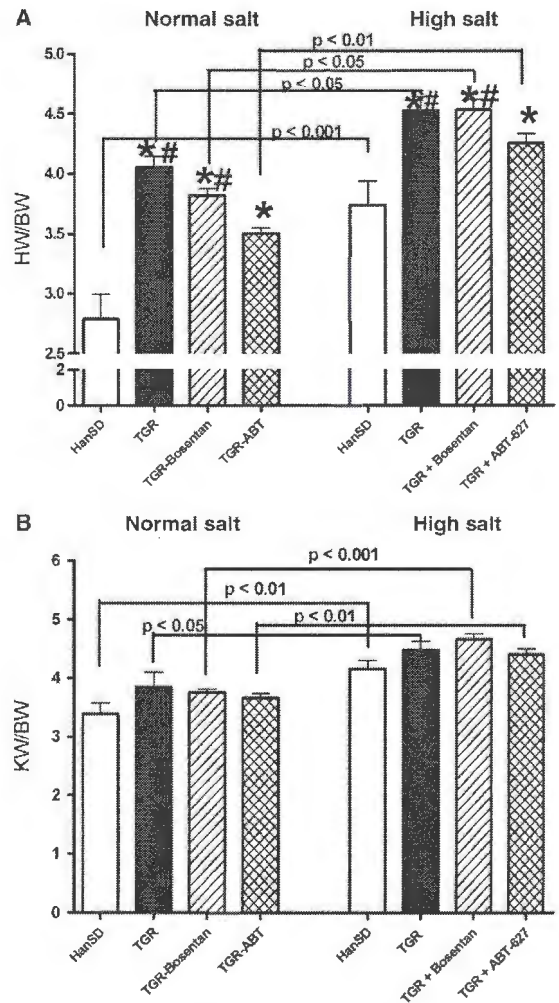 A
Normal salt High salt
p < 0.01
p < 0.05
p < 0.05
p < 0.001
*# *# * *# *# *
HW/BW
5.0
4.5
4.0
3.5
3.0
2.5
2
0
HanSD TGR TGR-Bosentan TGR-ABT HanSD TGR TGR + Bosentan TGR + ABT-627
B
Normal salt High salt
p < 0.001
p < 0.01
p < 0.05 p < 0.01
KW/BW
6
5
4
3
2
1
0
HanSD TGR TGR-Bosentan TGR-ABT HanSD TGR TGR + Bosentan TGR + ABT-627